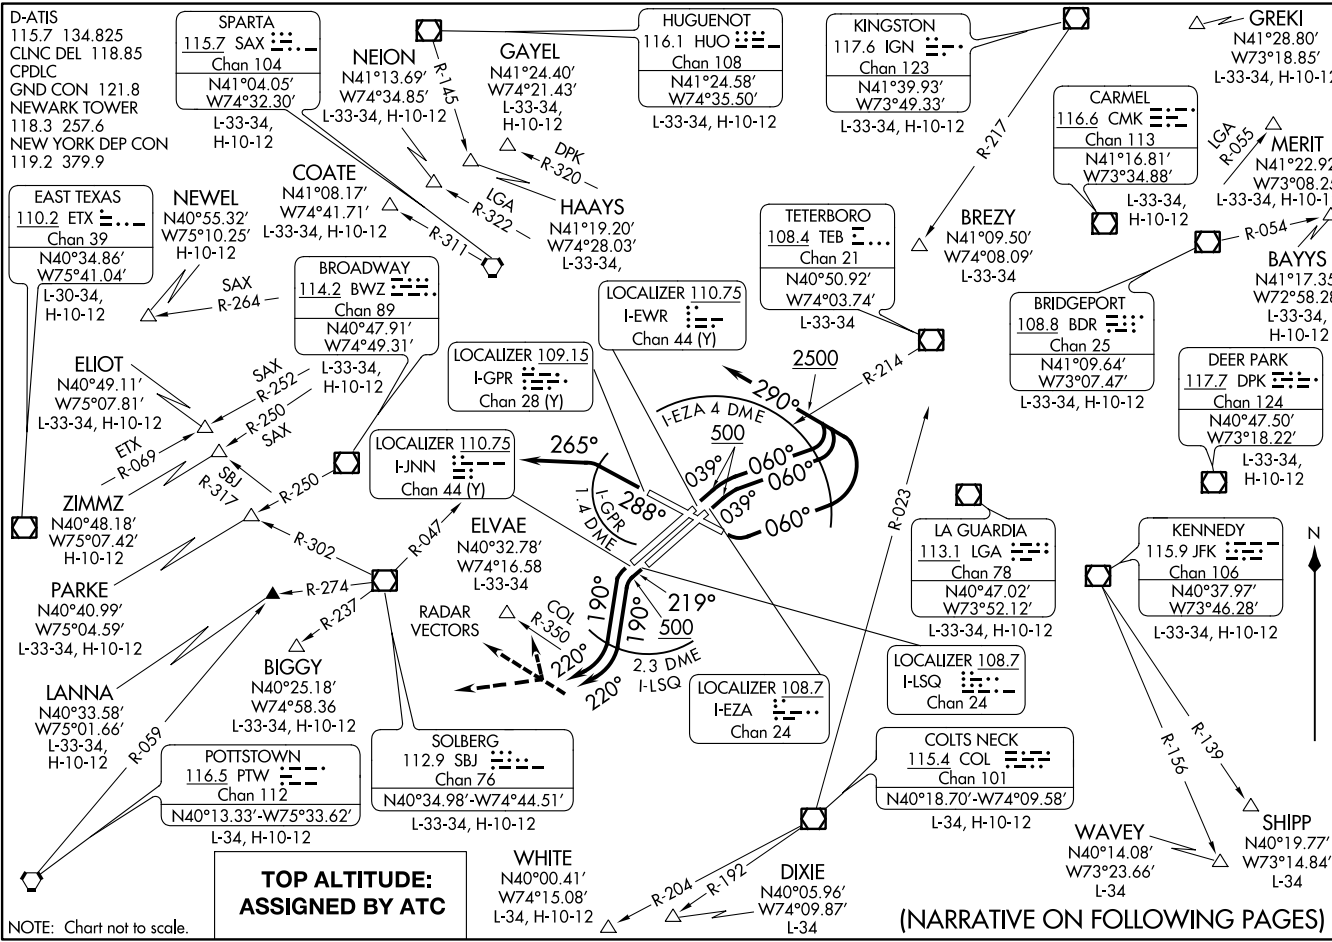 D-ATIS
115.7 134.825
CLNC DEL 118.85
CPDLC
GND CON 121.8
NEWARK TOWER
118.3 257.6
NEW YORK DEP CON
119.2 379.9
SPARTA
115.7 SAX
Chan 104
N41°04.05'
W74°32.30'
L-33-34,
H-10-12
NEION
N41°13.69'
W74°34.85'
L-33-34,
H-10-12
R-145
GAYEL
N41°24.40'
W74°21.43'
L-33-34,
H-10-12
HUGUENOT
116.1 HUO
Chan 108
N41°24.58'
W74°35.50'
L-33-34, H-10-12
KINGSTON
117.6 IGN
Chan 123
N41°39.93'
W73°49.33'
L-33-34, H-10-12
R-217
GREKI
N41°28.80'
W73°18.85'
L-33-34, H-10-12
CARMEL
116.6 CMK
Chan 113
N41°16.81'
W73°34.88'
L-33-34,
H-10-12
LGA
R-055
MERIT
N41°22.92
W73°08.25
L-33-34, H-10-1
EAST TEXAS
110.2 ETX
Chan 39
N40°34.86'
W75°41.04'
L-30-34,
H-10-12
NEWEL
N40°55.32'
W75°10.25'
H-10-12
SAX
R-264
COATE
N41°08.17'
W74°41.71'
L-33-34, H-10-12
R-311
LGA
R-322
DPK
R-320
HAAYS
N41°19.20'
W74°28.03'
L-33-34,
TETERBORO
108.4 TEB
Chan 21
N40°50.92'
W74°03.74'
L-33-34
BREZY
N41°09.50'
W74°08.09'
L-33-34
R-054
BAYYS
N41°17.35
W72°58.28
L-33-34,
H-10-12
BROADWAY
114.2 BWZ
Chan 89
N40°47.91'
W74°49.31'
L-33-34,
H-10-12
LOCALIZER 110.75
I-EWR
Chan 44 (Y)
BRIDGEPORT
108.8 BDR
Chan 25
N41°09.64'
W73°07.47'
L-33-34, H-10-12
ELIOT
N40°49.11'
W75°07.81'
L-33-34, H-10-12
SAX
R-252
R-250
SAX
LOCALIZER 109.15
I-GPR
Chan 28 (Y)
2500
R-214
290°
I-EZA 4 DME
500
DEER PARK
117.7 DPK
Chan 124
N40°47.50'
W73°18.22'
L-33-34,
H-10-12
ETX
R-069
SBJ
R-317
R-250
LOCALIZER 110.75
I-JNN
Chan 44 (Y)
265°
288°
I-GPR
1.4 DME
039°
060°
060°
039°
060°
R-023
ZIMMZ
N40°48.18'
W75°07.42'
H-10-12
R-302
R-047
ELVAE
N40°32.78'
W74°16.58
L-33-34
LA GUARDIA
113.1 LGA
Chan 78
N40°47.02'
W73°52.12'
L-33-34, H-10-12
KENNEDY
115.9 JFK
Chan 106
N40°37.97'
W73°46.28'
L-33-34, H-10-12
N
PARKE
N40°40.99'
W75°04.59'
L-33-34, H-10-12
R-274
R-237
RADAR
VECTORS
COL
R-350
190°
190°
219°
500
220°
220°
2.3 DME
I-LSQ
BIGGY
N40°25.18'
W74°58.36
L-33-34, H-10-12
LANNA
N40°33.58'
W75°01.66'
L-33-34,
H-10-12
R-059
LOCALIZER 108.7
I-EZA
Chan 24
LOCALIZER 108.7
I-LSQ
Chan 24
POTTSTOWN
116.5 PTW
Chan 112
N40°13.33'-W75°33.62'
L-34, H-10-12
SOLBERG
112.9 SBJ
Chan 76
N40°34.98'-W74°44.51'
L-33-34, H-10-12
COLTS NECK
115.4 COL
Chan 101
N40°18.70'-W74°09.58'
L-34, H-10-12
R-156
R-139
SHIPP
N40°19.77'
W73°14.84'
L-34
WAVEY
N40°14.08'
W73°23.66'
L-34
WHITE
N40°00.41'
W74°15.08'
L-34, H-10-12
R-204
R-192
DIXIE
N40°05.96'
W74°09.87'
L-34
TOP ALTITUDE:
ASSIGNED BY ATC
NOTE: Chart not to scale.
(NARRATIVE ON FOLLOWING PAGES)